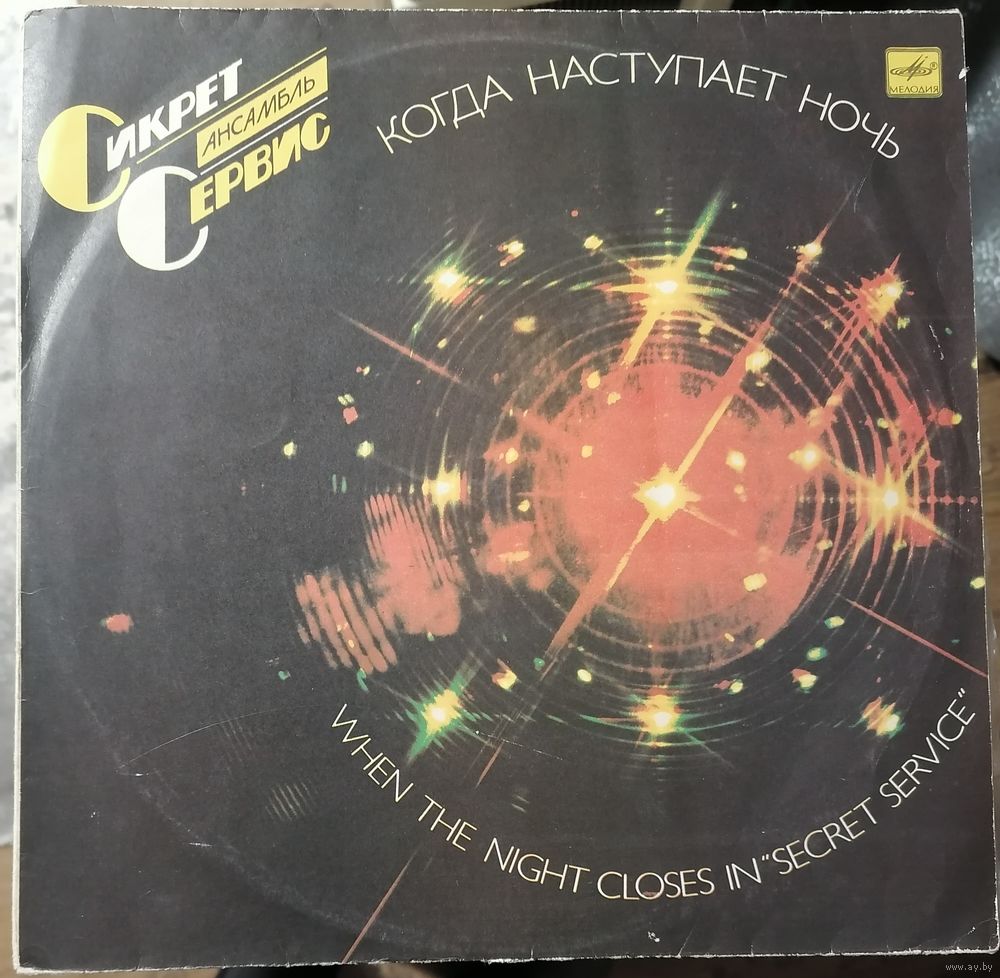 СИКРЕТ
АНСАМБЛЬ
СЕРВИС
КОГДА НАСТУПАЕТ НОЧЬ
МЕЛОДИЯ
WHEN THE NIGHT CLOSES IN "SECRET SERVICE"
© www.ay.by